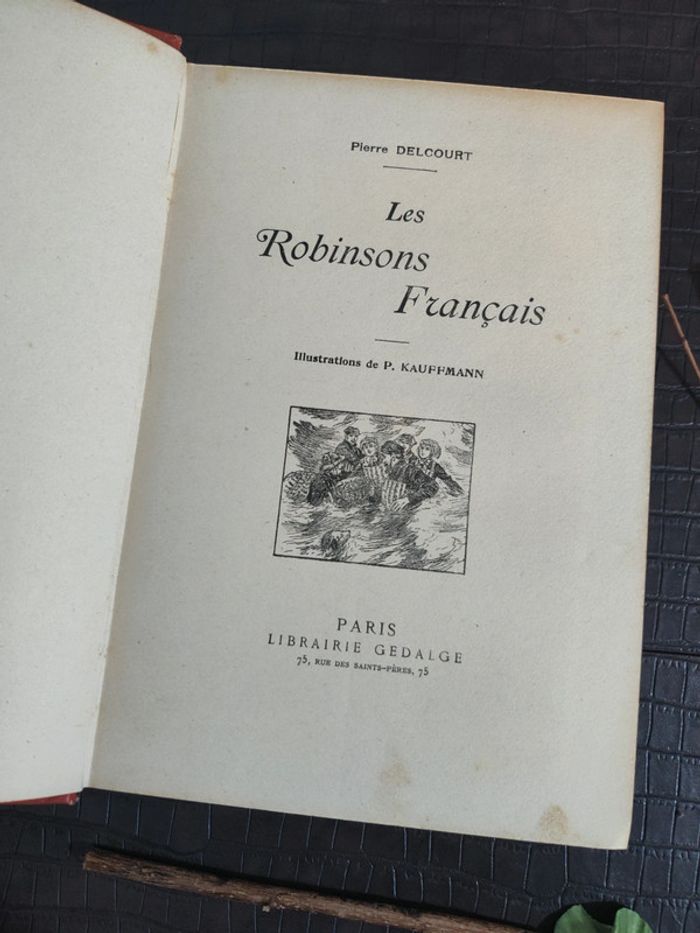 Pierre DELCOURT
Les
Robinsons
Français
Illustrations de P. KAUFFMANN
PARIS
LIBRAIRIE GEDALGE
75, RUE DES SAINTS-PÈRES, 75